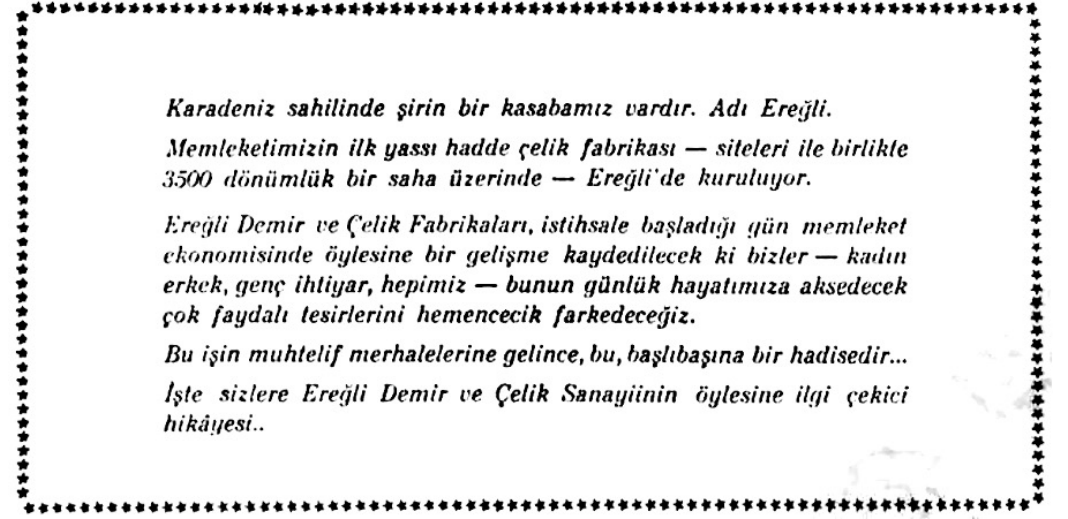 Karadeniz sahilinde şirin bir kasabamız vardır. Adı Ereğli.
Memleketimizin ilk yassı hadde çelik fabrikası — siteleri ile birlikte
3500 dönümlük bir saha üzerinde — Ereğli'de kuruluyor.
Ereğli Demir ve Çelik Fabrikaları, istihsale başladığı gün memleket
ekonomisinde öylesine bir gelişme kaydedilecek ki bizler — kadın
erkek, genç ihtiyar, hepimiz — bunun günlük hayatımıza aksedecek
çok faydalı tesirlerini hemencecik farkedeceğiz.
Bu işin muhtelif merhalelerine gelince, bu, başlıbaşına bir hadisedir...
İşte sizlere Ereğli Demir ve Çelik Sanayiinin öylesine ilgi çekici
hikâyesi..